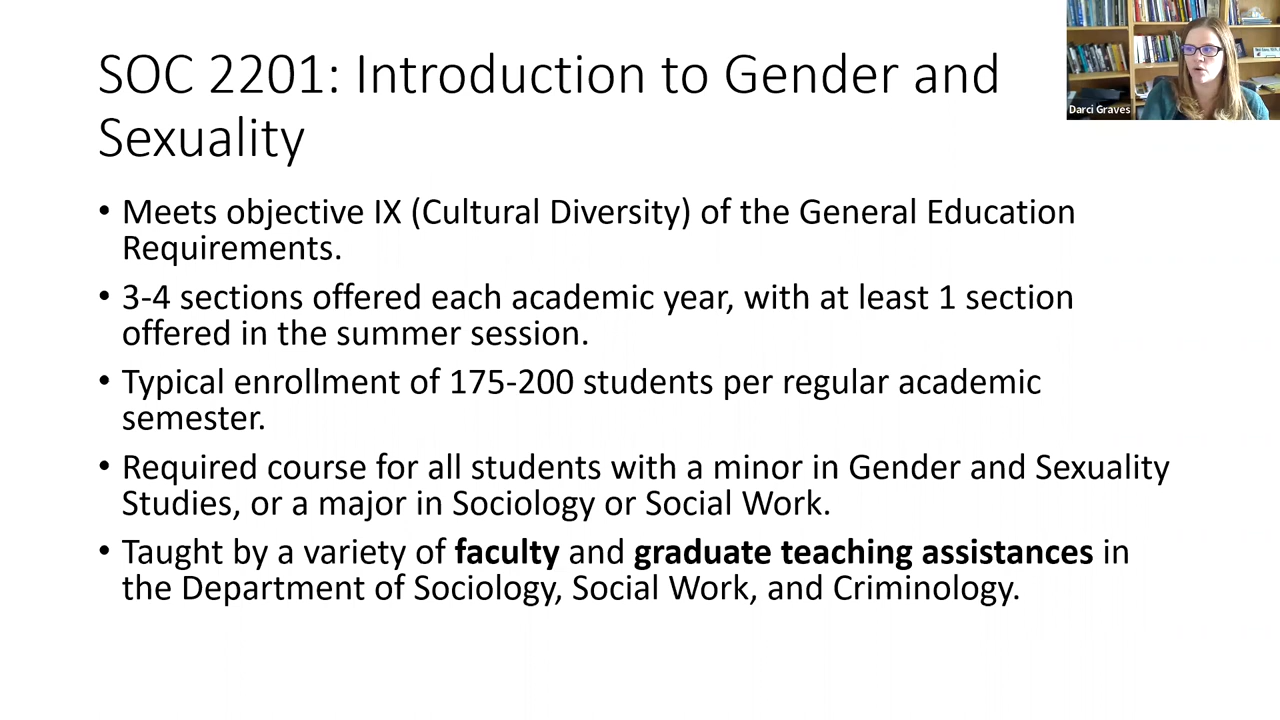 SOC 2201: Introduction to Gender and
Sexuality
Darci Graves
• Meets objective IX (Cultural Diversity) of the General Education
Requirements.
• 3-4 sections offered each academic year, with at least 1 section
offered in the summer session.
• Typical enrollment of 175-200 students per regular academic
semester.
• Required course for all students with a minor in Gender and Sexuality
Studies, or a major in Sociology or Social Work.
• Taught by a variety of faculty and graduate teaching assistances in
the Department of Sociology, Social Work, and Criminology.